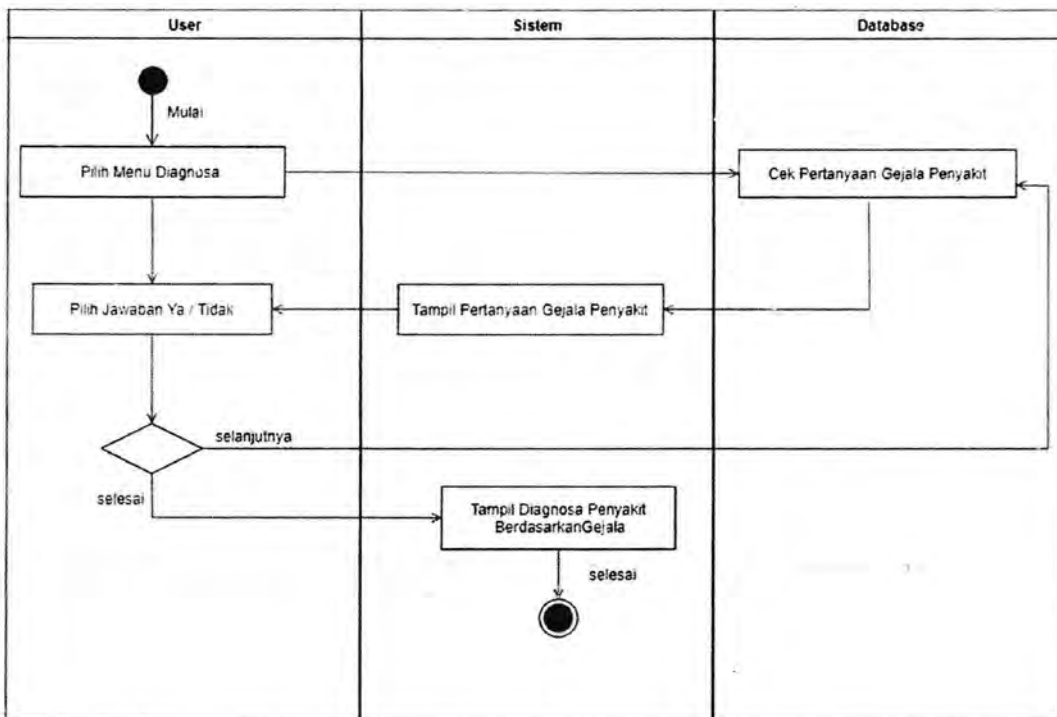 User
Sistem
Database
Mulai
Pilih Menu Diagnosa
Cek Pertanyaan Gejala Penyakit
Pilih Jawaban Ya / Tidak
Tampil Pertanyaan Gejala Penyakit
selanjutnya
selesai
Tampil Diagnosa Penyakit
BerdasarkanGejala
selesai